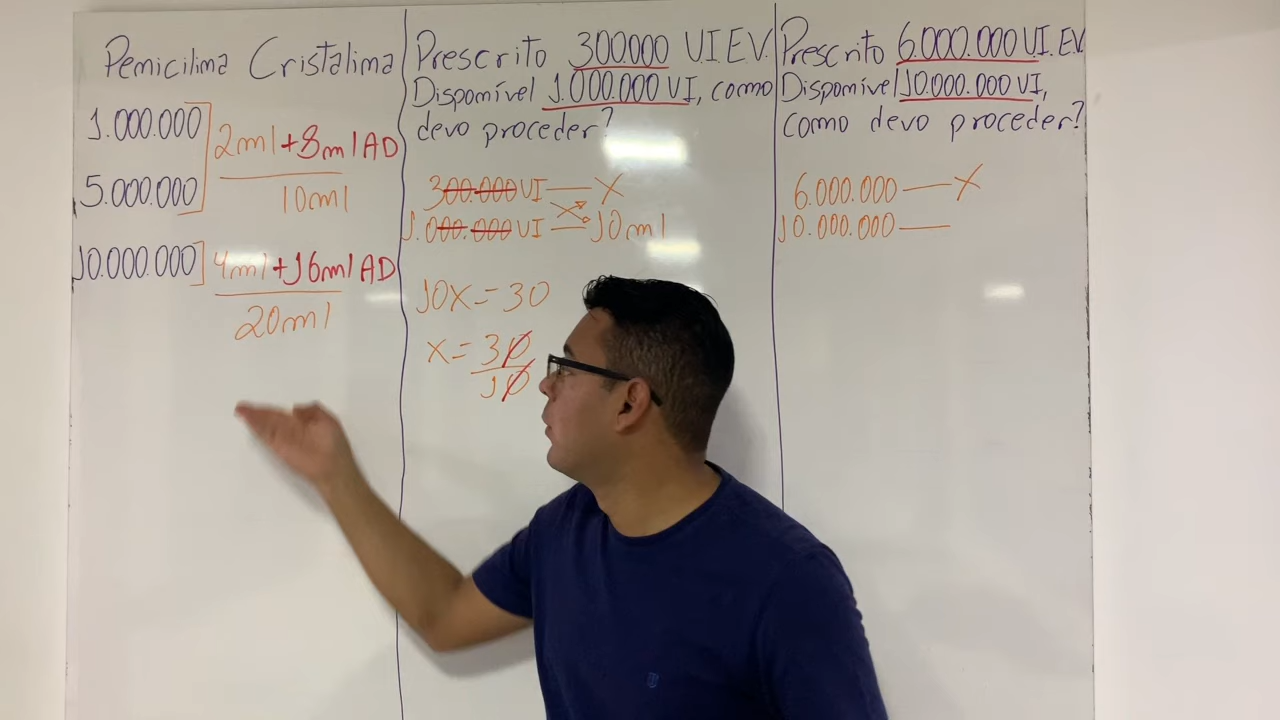 Penicilina Cristalina
1.000.000
5.000.000
2ml+8ml AD
10ml
10.000.000
4ml+16ml AD
20ml
Prescrito 300.000 UI.EV.
Disponível 1.000.000 UI, como
devo proceder?
300.000 UI — X
1.000.000 UI — 10ml
10X = 30
X = 30
10
Prescrito 6.000.000 UI. EV
Disponível 10.000.000 UI,
como devo proceder?
6.000.000 — X
10.000.000 —